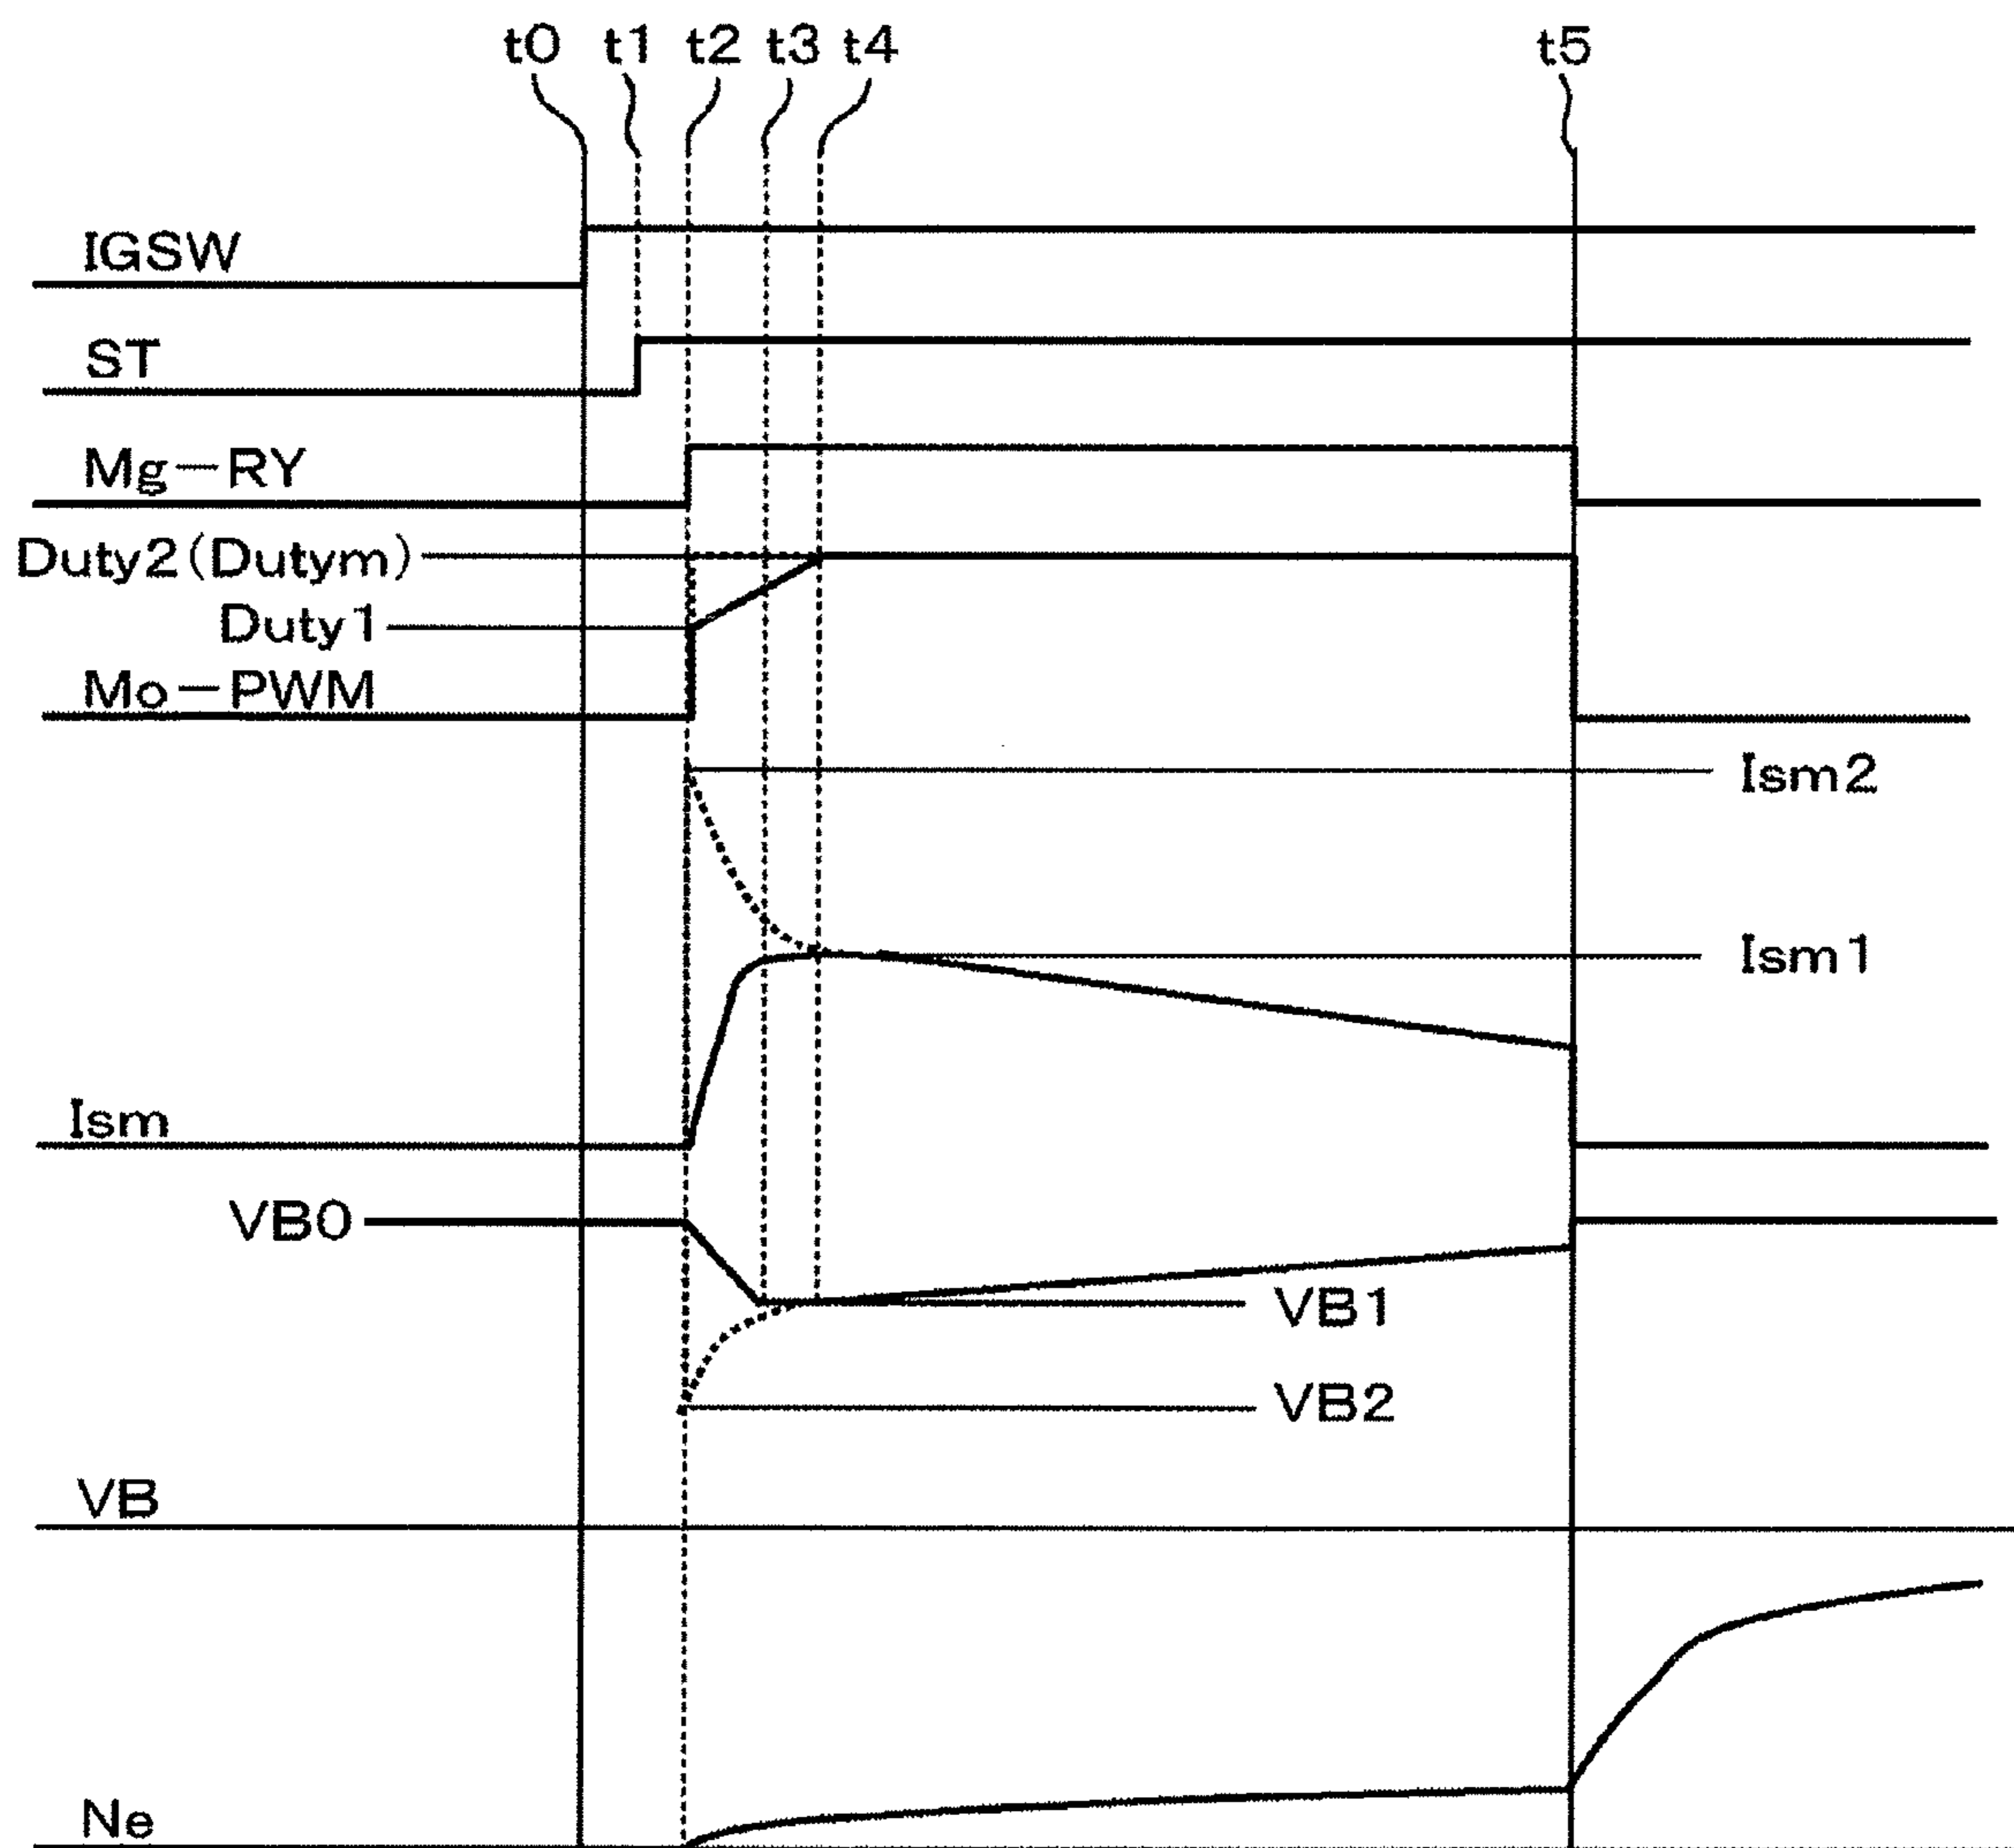 t0 t1 t2 t3 t4 t5
IGSW
ST
Mg-RY
Duty2(Dutym)
Duty1
Mo-PWM
Ism2
Ism1
Ism
VB0
VB1
VB2
VB
Ne